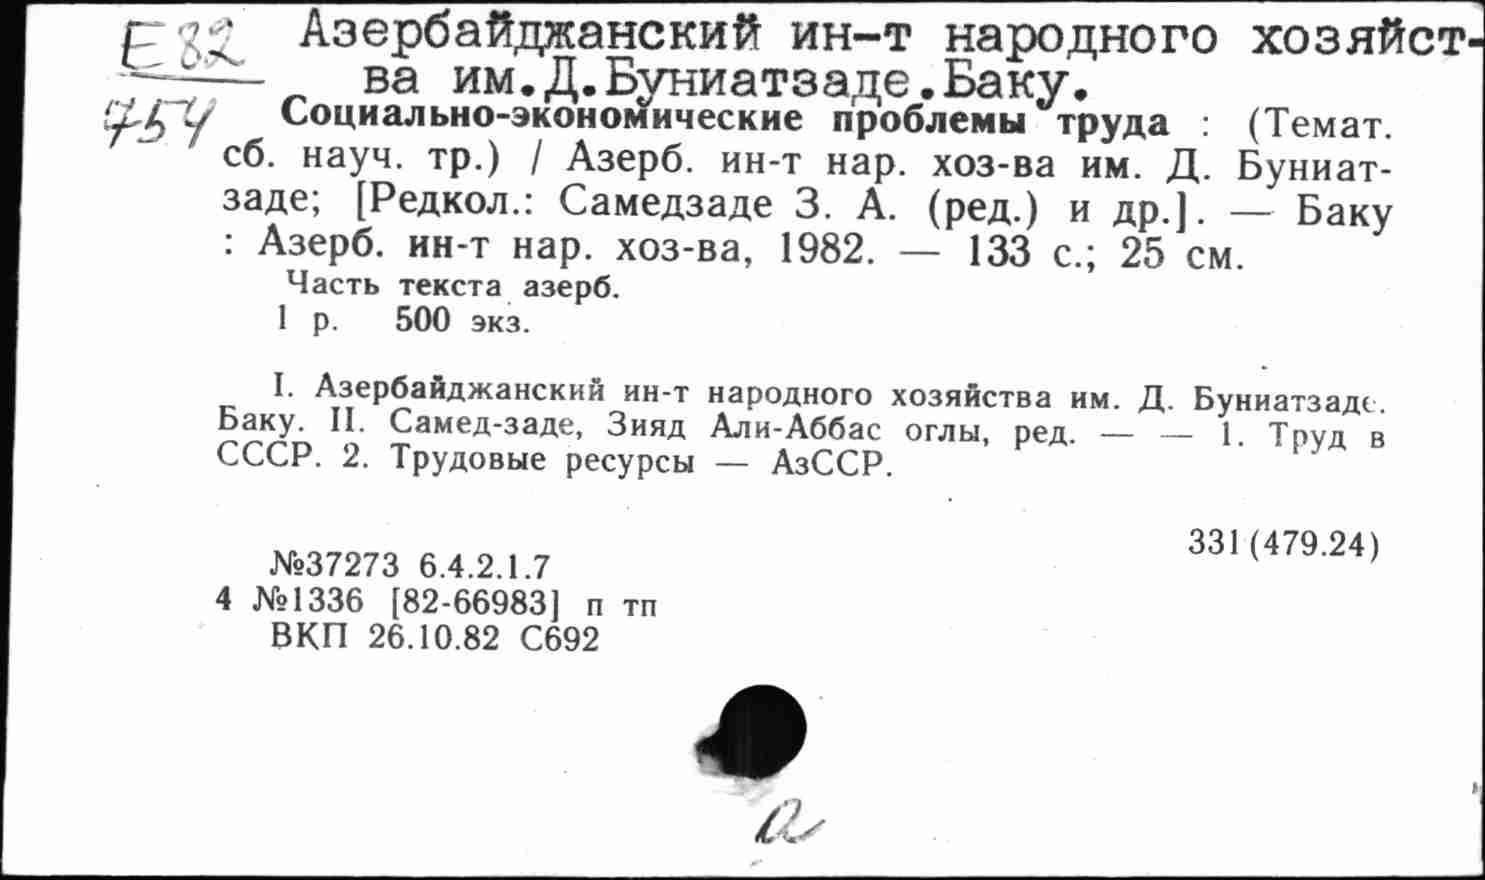 Е82
754
Азербайджанский ин-т народного хозяйст-
ва им.Д.Буниатзаде.Баку.
Социально-экономические проблемы труда : (Темат.
сб. науч. тр.) / Азерб. ин-т нар. хоз-ва им. Д. Буниат-
заде; [Редкол.: Самедзаде З. А. (ред.) и др.]. — Баку
: Азерб. ин-т нар. хоз-ва, 1982. — 133 с.; 25 см.
Часть текста азерб.
1 р. 500 экз.
I. Азербайджанский ин-т народного хозяйства им. Д. Буниатзаде.
Баку. II. Самед-заде, Зияд Али-Аббас оглы, ред. — — 1. Труд в
СССР. 2. Трудовые ресурсы — АзССР.
331(479.24)
№37273 6.4.2.1.7
4 №1336 [82-66983] п тп
ВКП 26.10.82 С692
а